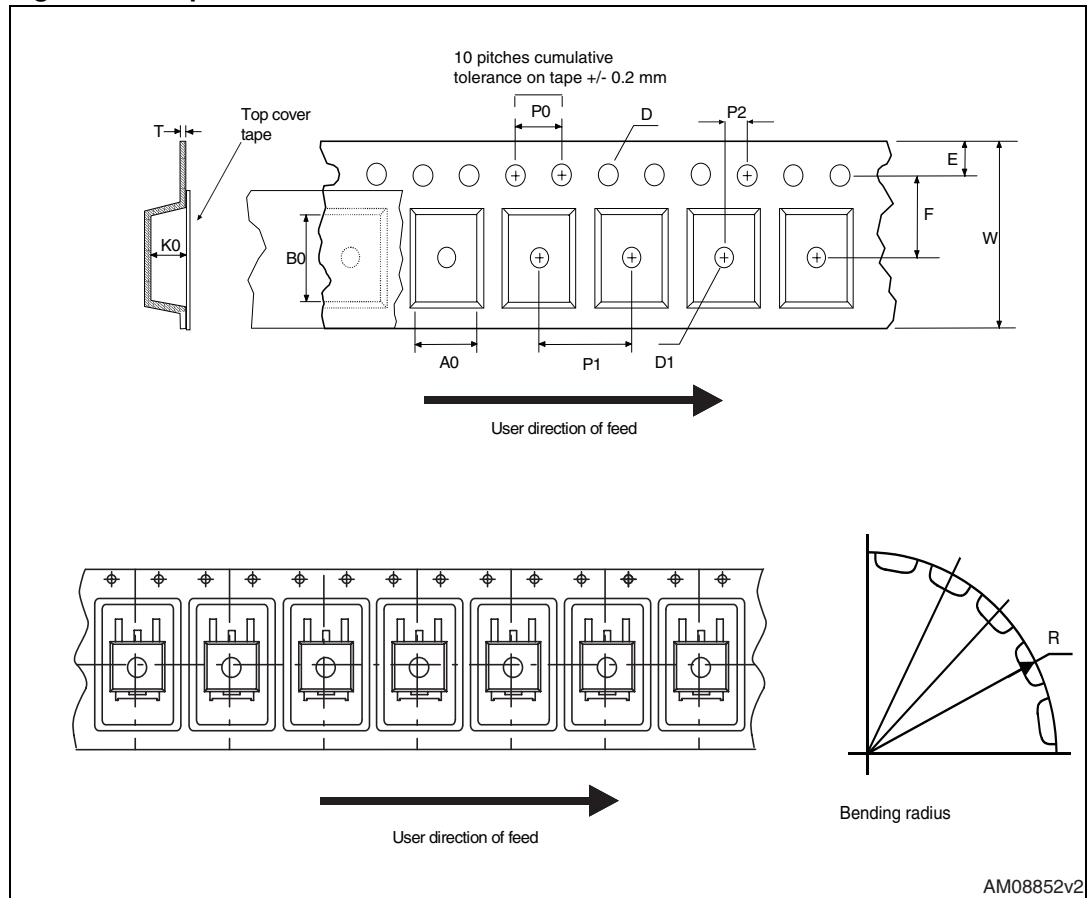 10 pitches cumulative
tolerance on tape +/- 0.2 mm
Top cover
tape
T
P0
D
P2
E
F
W
K0
B0
A0
P1
D1
User direction of feed
R
Bending radius
User direction of feed
AM08852v2